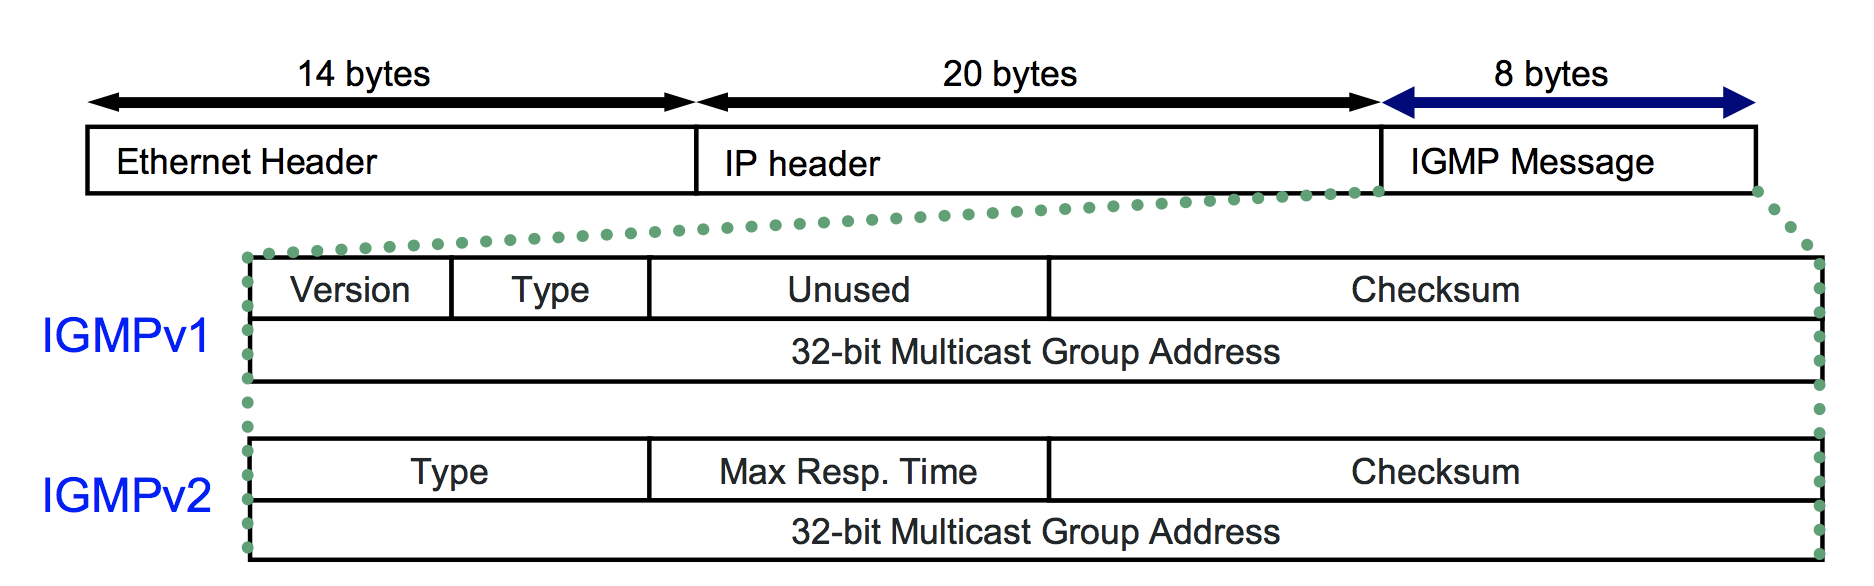 14 bytes 20 bytes 8 bytes
Ethernet Header IP header IGMP Message
IGMPv1
Version Type Unused Checksum
32-bit Multicast Group Address
IGMPv2
Type Max Resp. Time Checksum
32-bit Multicast Group Address